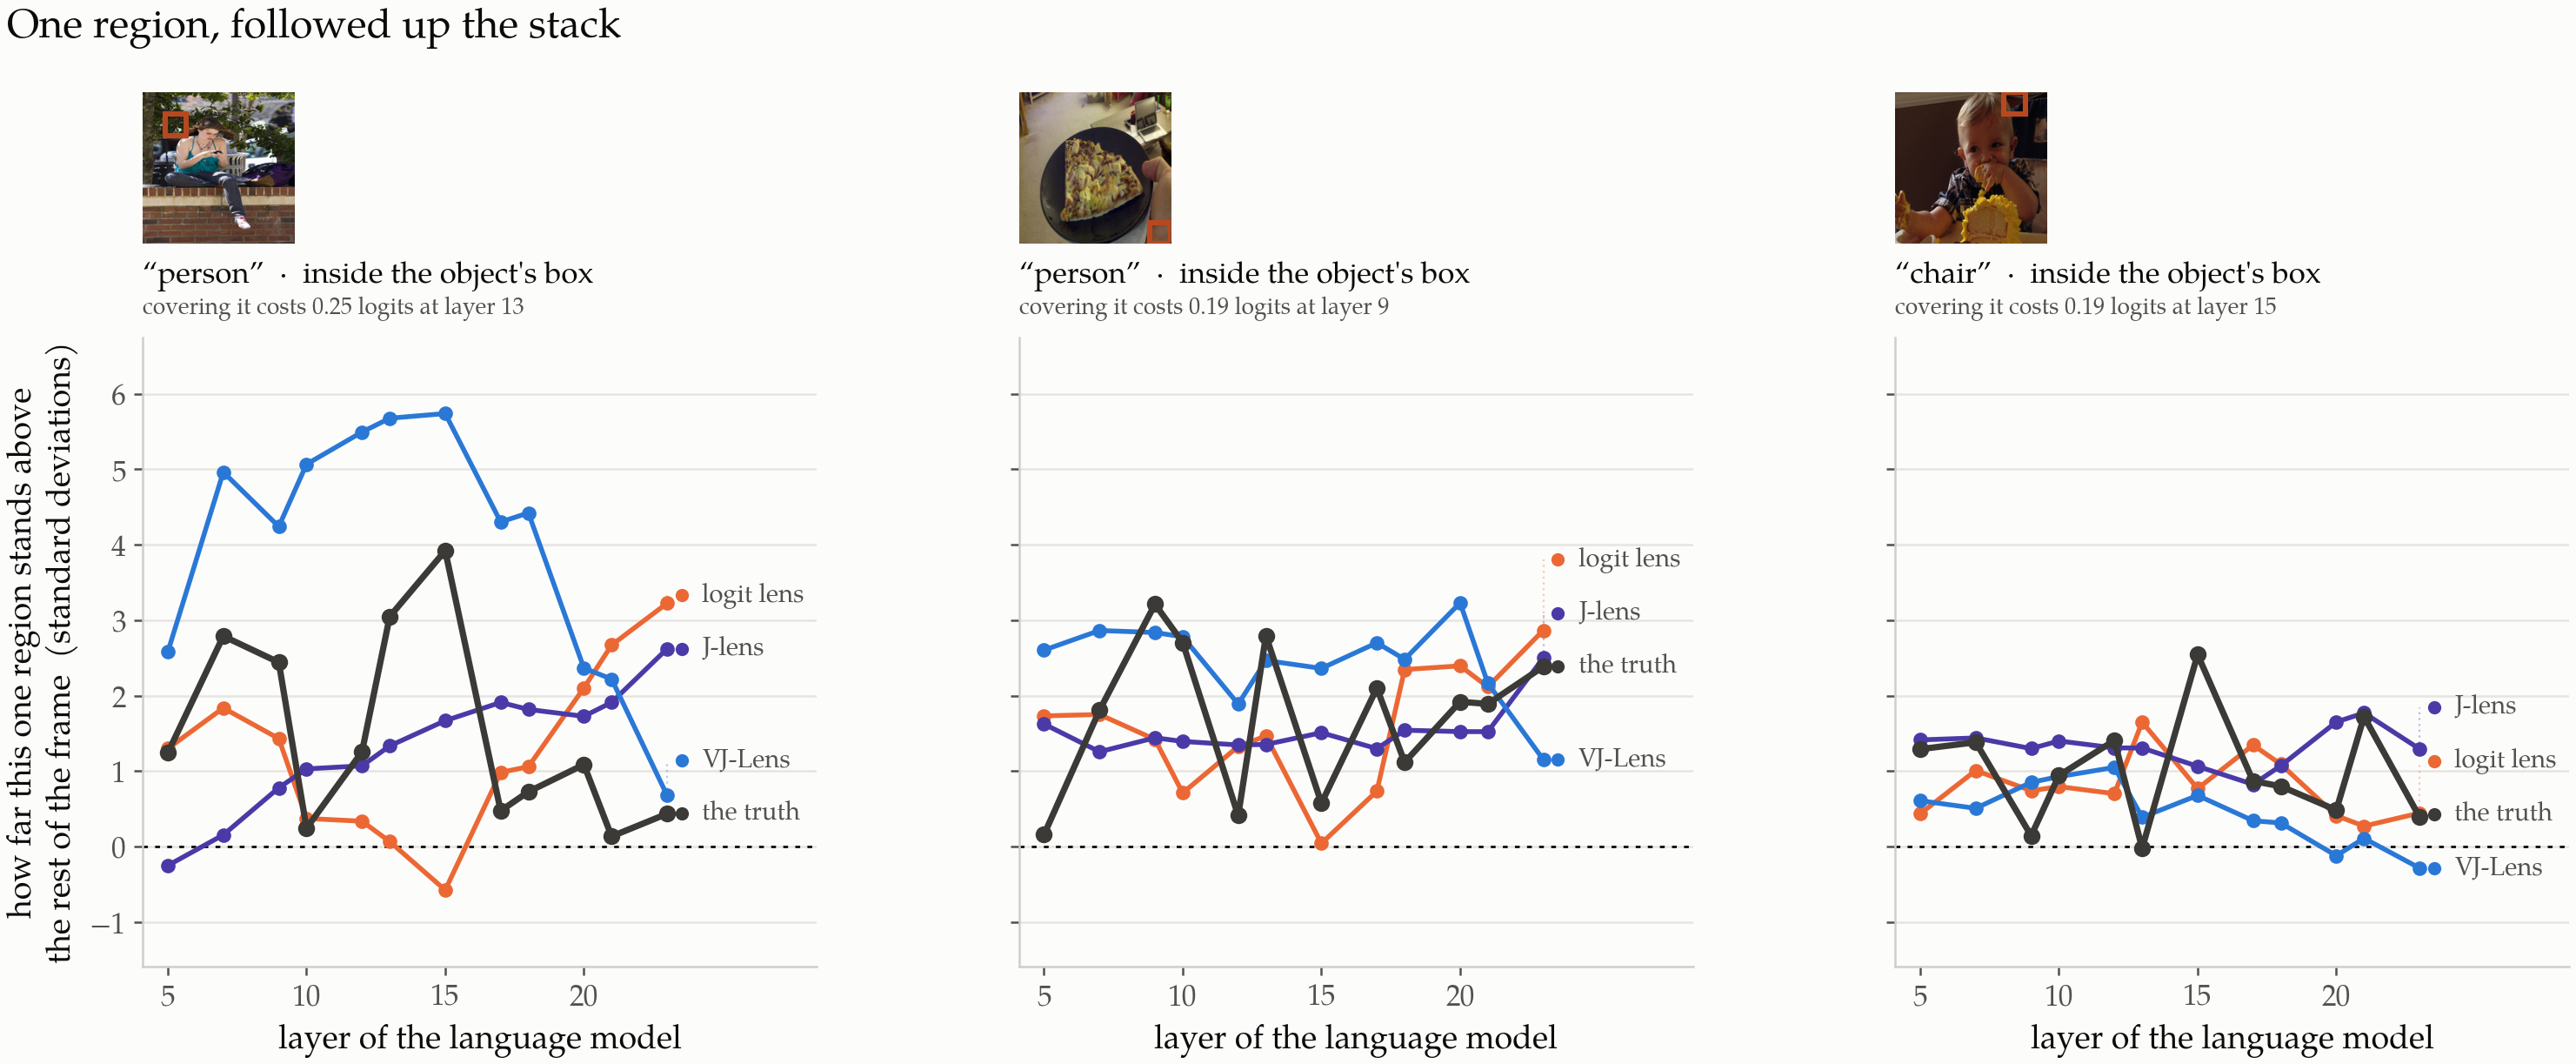 One region, followed up the stack
“person” · inside the object's box
covering it costs 0.25 logits at layer 13
“person” · inside the object's box
covering it costs 0.19 logits at layer 9
“chair” · inside the object's box
covering it costs 0.19 logits at layer 15
how far this one region stands above
the rest of the frame (standard deviations)
6
5
4
3
2
1
0
−1
logit lens
J-lens
VJ-Lens
the truth
5 10 15 20
layer of the language model
logit lens
J-lens
the truth
VJ-Lens
5 10 15 20
layer of the language model
J-lens
logit lens
the truth
VJ-Lens
5 10 15 20
layer of the language model